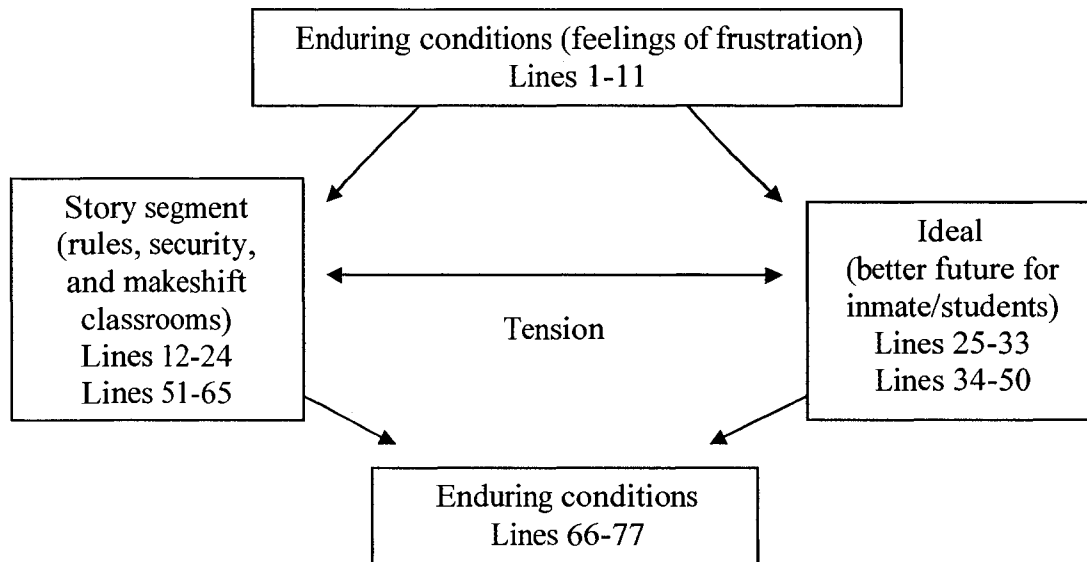 Enduring conditions (feelings of frustration)
Lines 1-11
Story segment
(rules, security,
and makeshift
classrooms)
Lines 12-24
Lines 51-65
Tension
Ideal
(better future for
inmate/students)
Lines 25-33
Lines 34-50
Enduring conditions
Lines 66-77